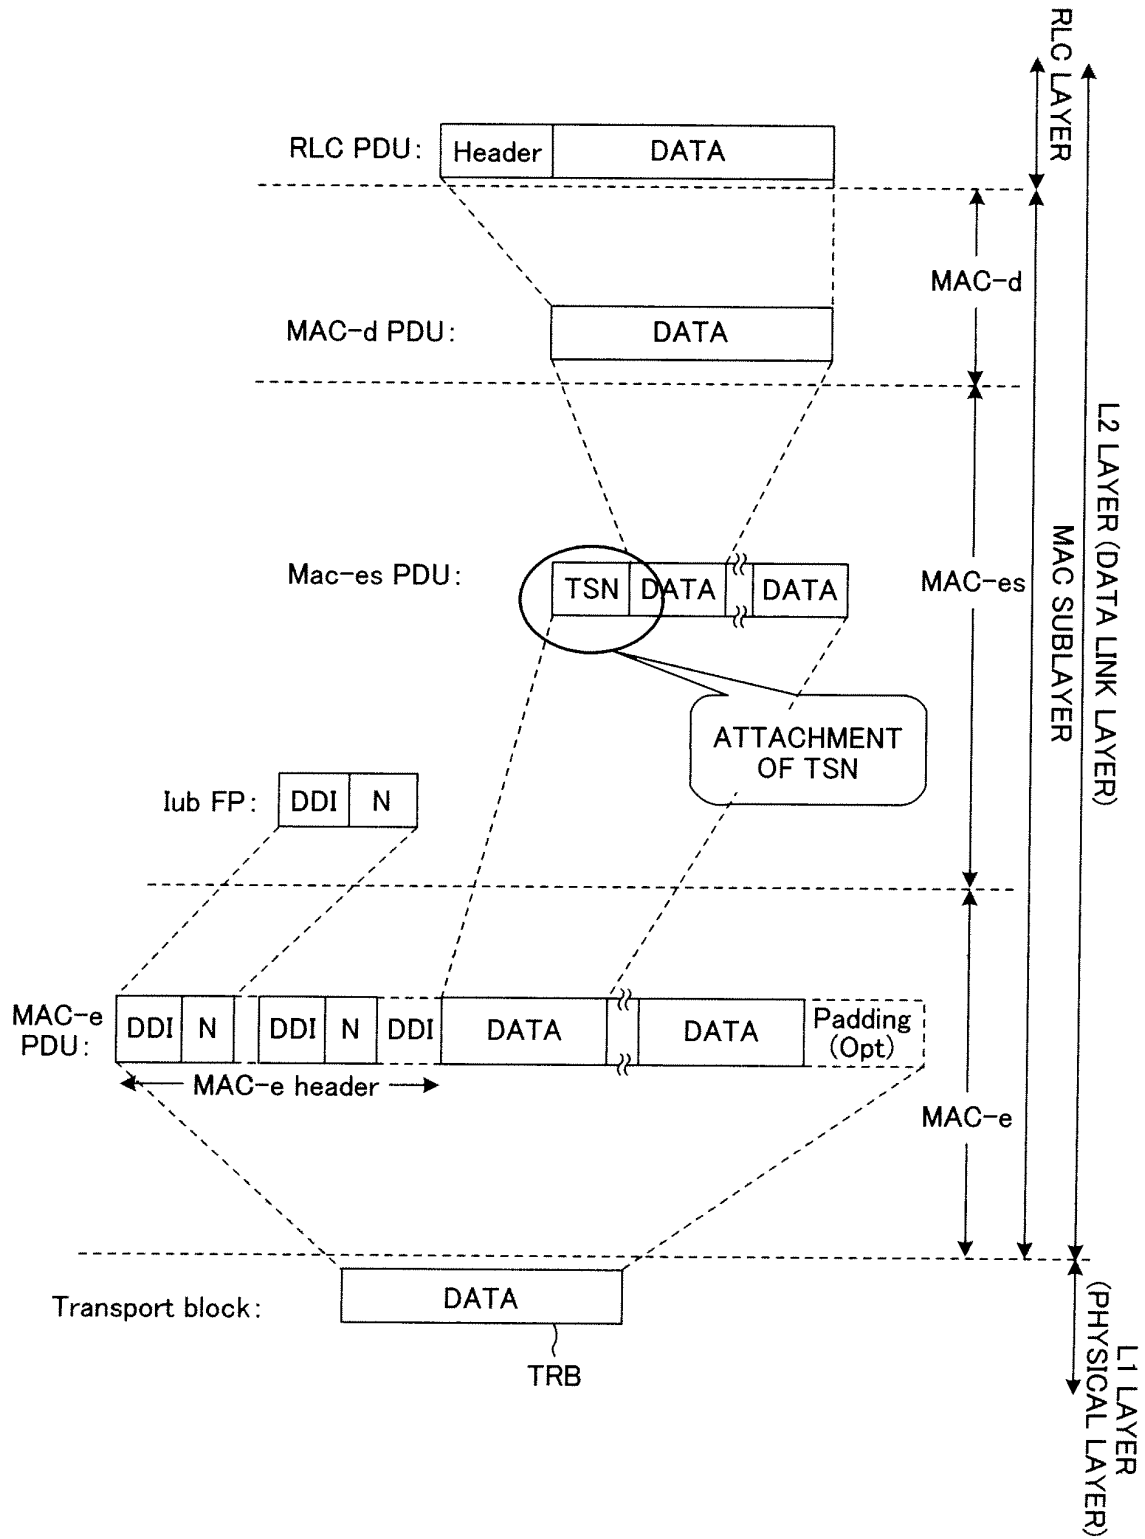 RLC LAYER
RLC PDU:
Header
DATA
MAC-d
MAC-d PDU:
DATA
L2 LAYER (DATA LINK LAYER)
MAC SUBLAYER
Mac-es PDU:
TSN
DATA
DATA
MAC-es
ATTACHMENT
OF TSN
Iub FP:
DDI
N
MAC-e
PDU:
DDI
N
DDI
N
DDI
DATA
DATA
Padding
(Opt)
MAC-e header
MAC-e
Transport block:
DATA
TRB
L1 LAYER
(PHYSICAL LAYER)